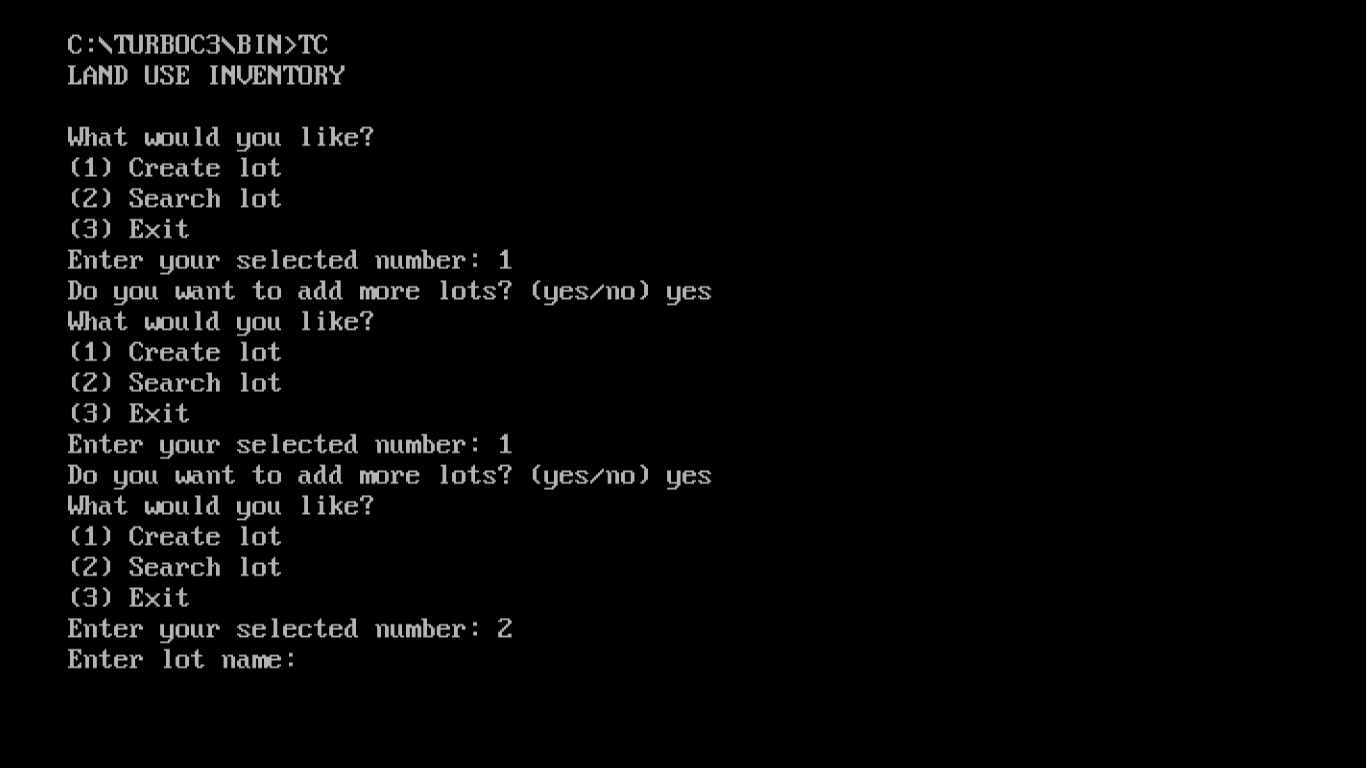 C:\TURBOC3\BIN>TC
LAND USE INVENTORY
What would you like?
(1) Create lot
(2) Search lot
(3) Exit
Enter your selected number: 1
Do you want to add more lots? (yes/no) yes
What would you like?
(1) Create lot
(2) Search lot
(3) Exit
Enter your selected number: 1
Do you want to add more lots? (yes/no) yes
What would you like?
(1) Create lot
(2) Search lot
(3) Exit
Enter your selected number: 2
Enter lot name: